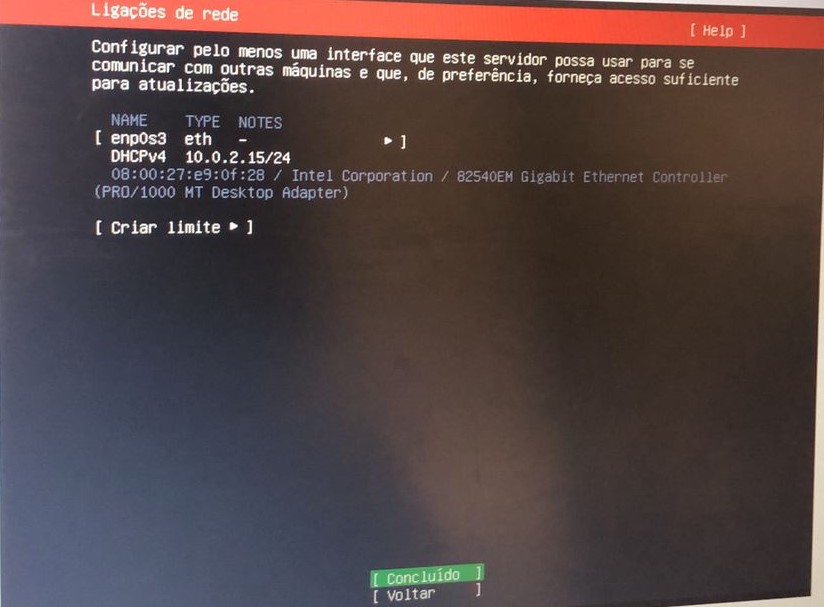 Ligações de rede
[ Help ]
Configurar pelo menos uma interface que este servidor possa usar para se
comunicar com outras máquinas e que, de preferência, forneça acesso suficiente
para atualizações.
NAME TYPE NOTES
[ enp0s3 eth - ▸ ]
DHCPv4 10.0.2.15/24
08:00:27:e9:0f:28 / Intel Corporation / 82540EM Gigabit Ethernet Controller
(PRO/1000 MT Desktop Adapter)
[ Criar limite ▸ ]
[ Concluído ]
[ Voltar ]